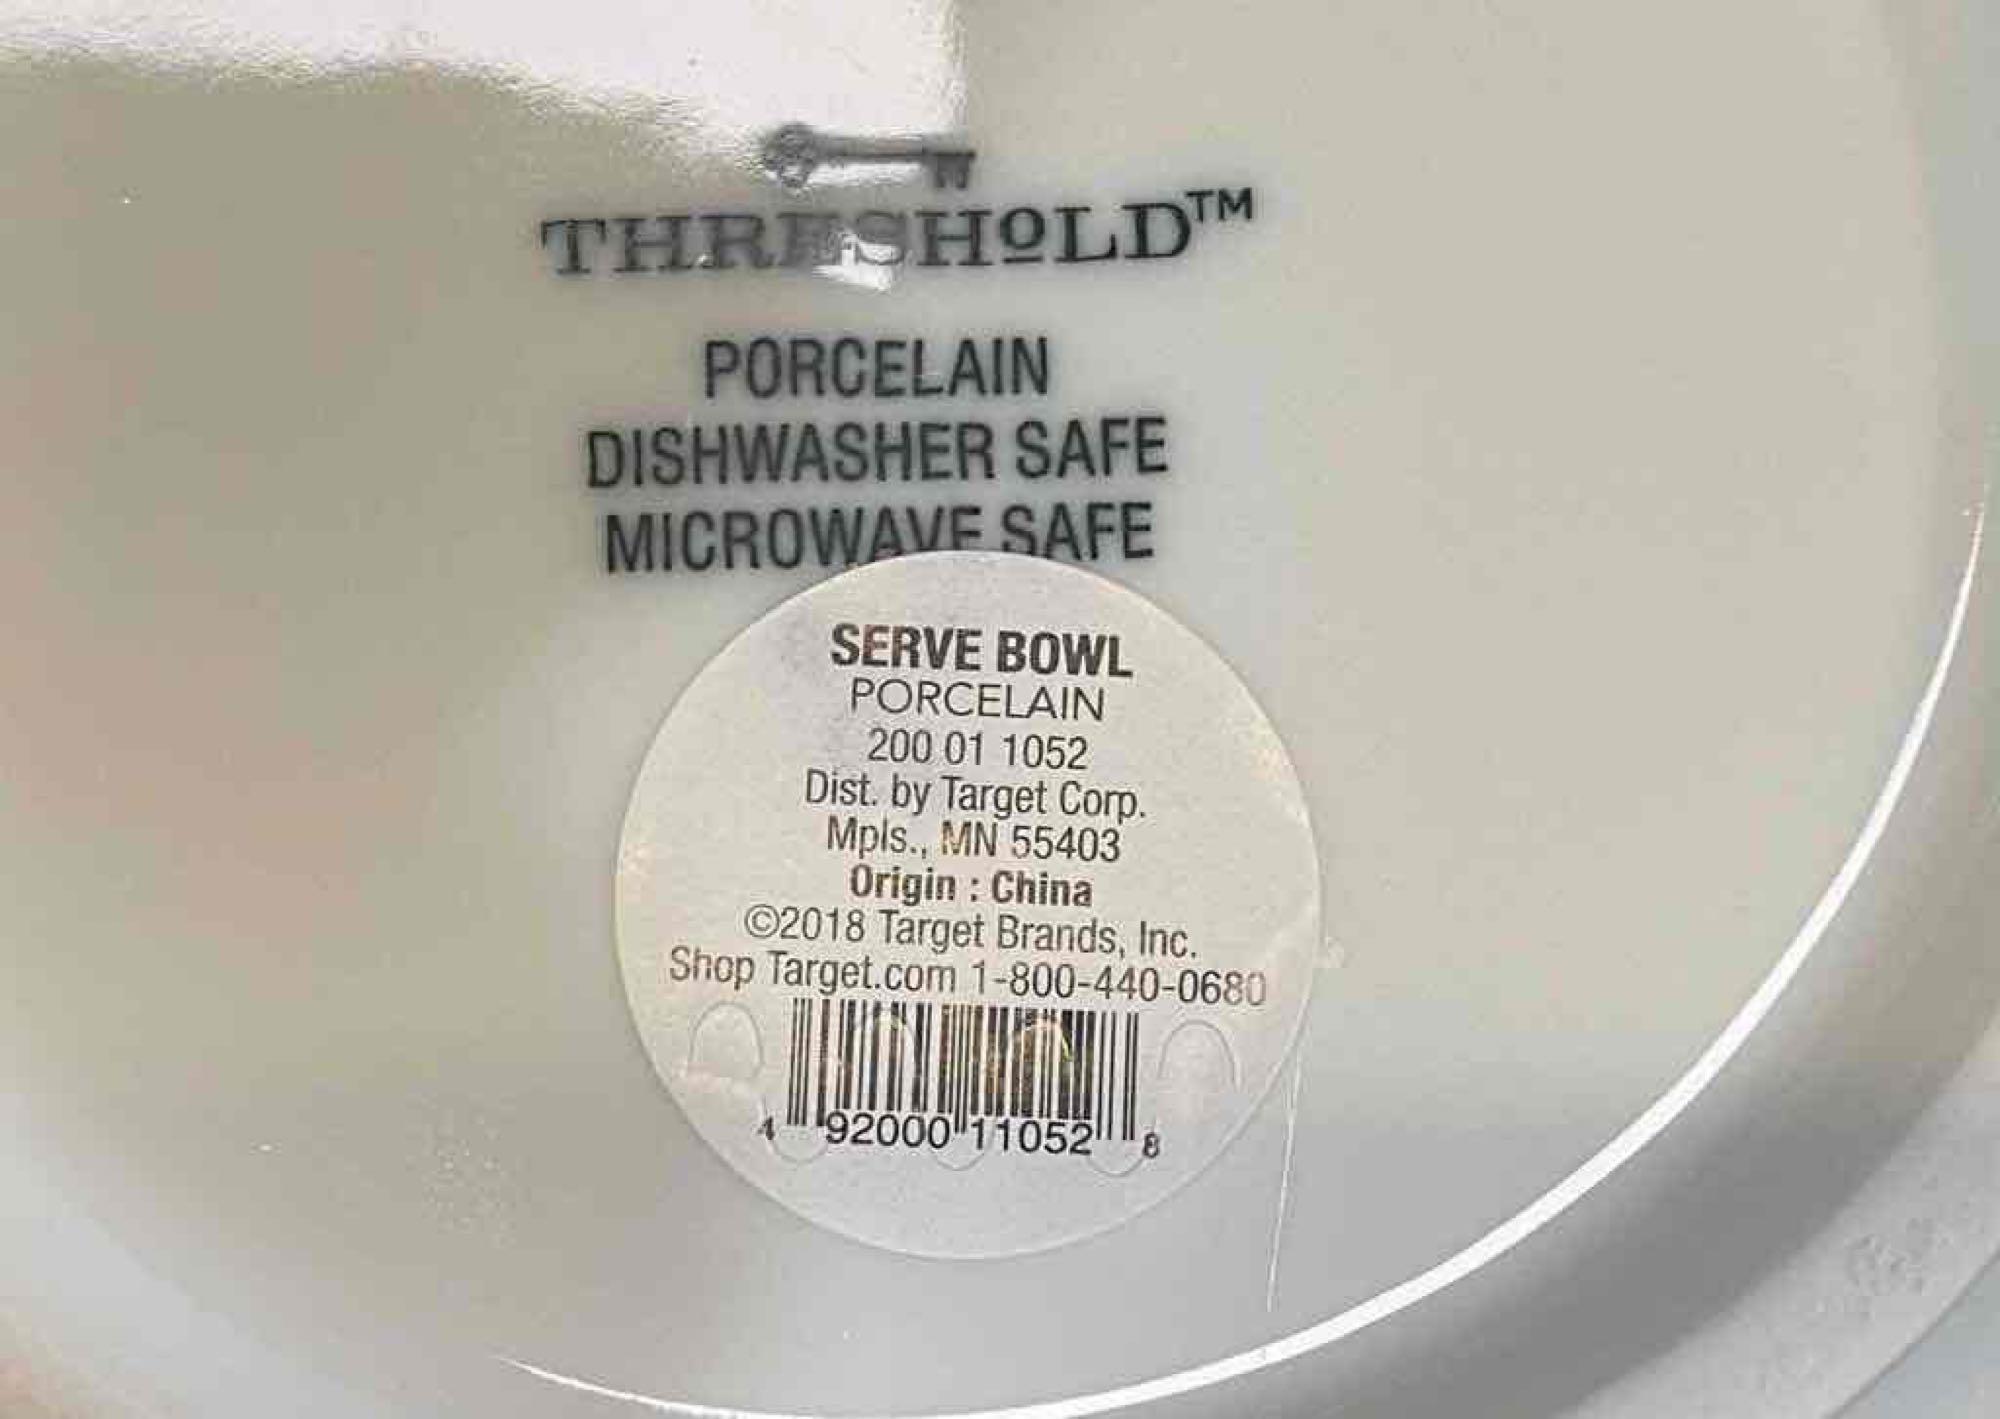 THRESHOLD™
PORCELAIN
DISHWASHER SAFE
MICROWAVE SAFE
SERVE BOWL
PORCELAIN
200 01 1052
Dist. by Target Corp.
Mpls., MN 55403
Origin : China
©2018 Target Brands, Inc.
Shop Target.com 1-800-440-0680
4 92000 11052 8